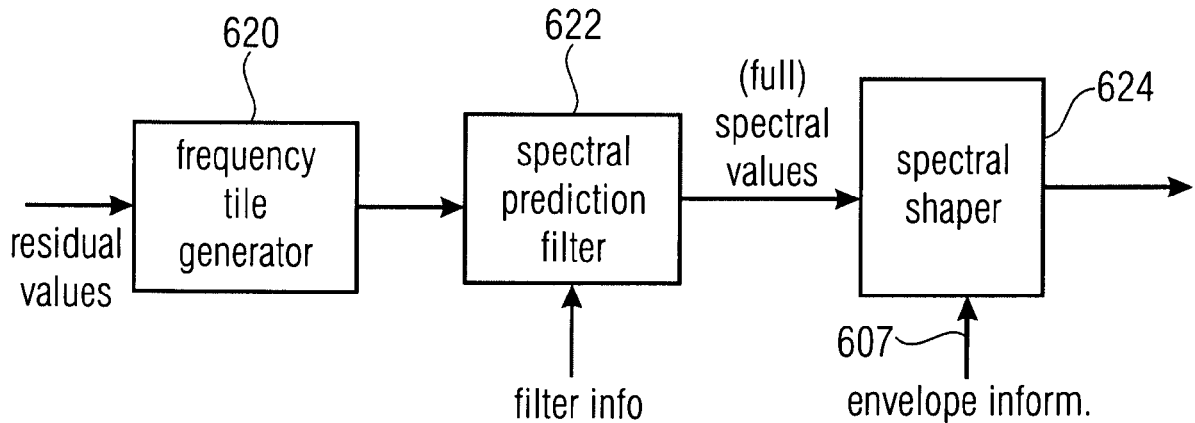 620
622
624
frequency
tile
generator
spectral
prediction
filter
(full)
spectral
values
spectral
shaper
residual
values
filter info
607
envelope inform.